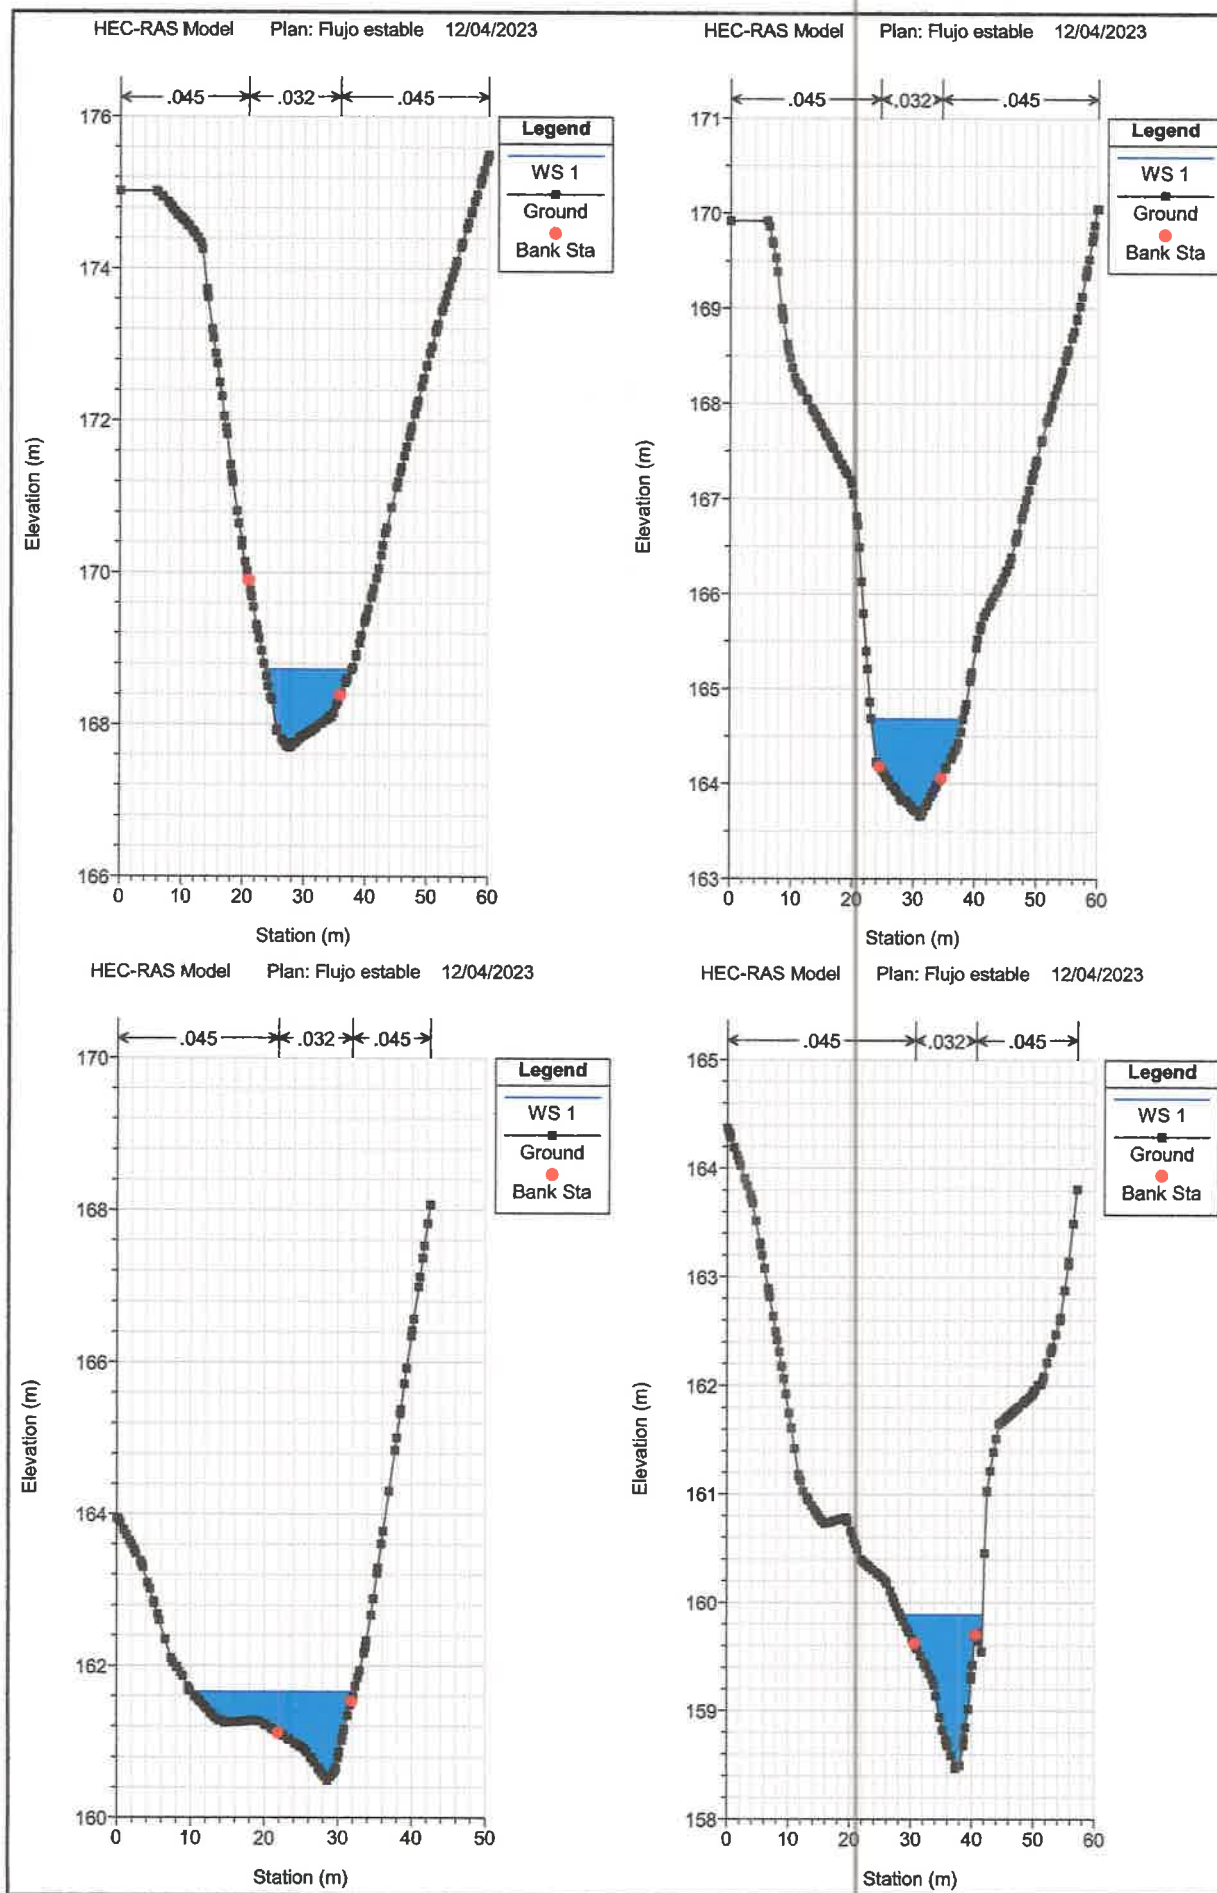 HEC-RAS Model Plan: Flujo estable 12/04/2023
.045 .032 .045
176
174
172
170
168
166
Elevation (m)
0 10 20 30 40 50 60
Station (m)
Legend
WS 1
Ground
Bank Sta
HEC-RAS Model Plan: Flujo estable 12/04/2023
.045 .032 .045
171
170
169
168
167
166
165
164
163
Elevation (m)
0 10 20 30 40 50 60
Station (m)
Legend
WS 1
Ground
Bank Sta
HEC-RAS Model Plan: Flujo estable 12/04/2023
.045 .032 .045
170
168
166
164
162
160
Elevation (m)
0 10 20 30 40 50
Station (m)
Legend
WS 1
Ground
Bank Sta
HEC-RAS Model Plan: Flujo estable 12/04/2023
.045 .032 .045
165
164
163
162
161
160
159
158
Elevation (m)
0 10 20 30 40 50 60
Station (m)
Legend
WS 1
Ground
Bank Sta